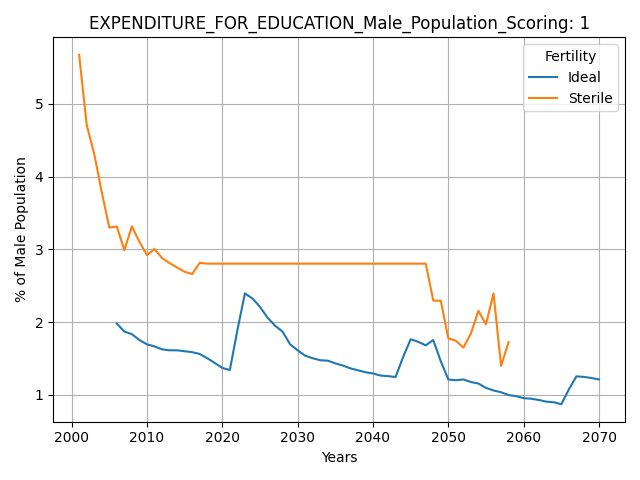 EXPENDITURE_FOR_EDUCATION_Male_Population_Scoring: 1
Fertility
Ideal
Sterile
% of Male Population
5
4
3
2
1
2000 2010 2020 2030 2040 2050 2060 2070
Years